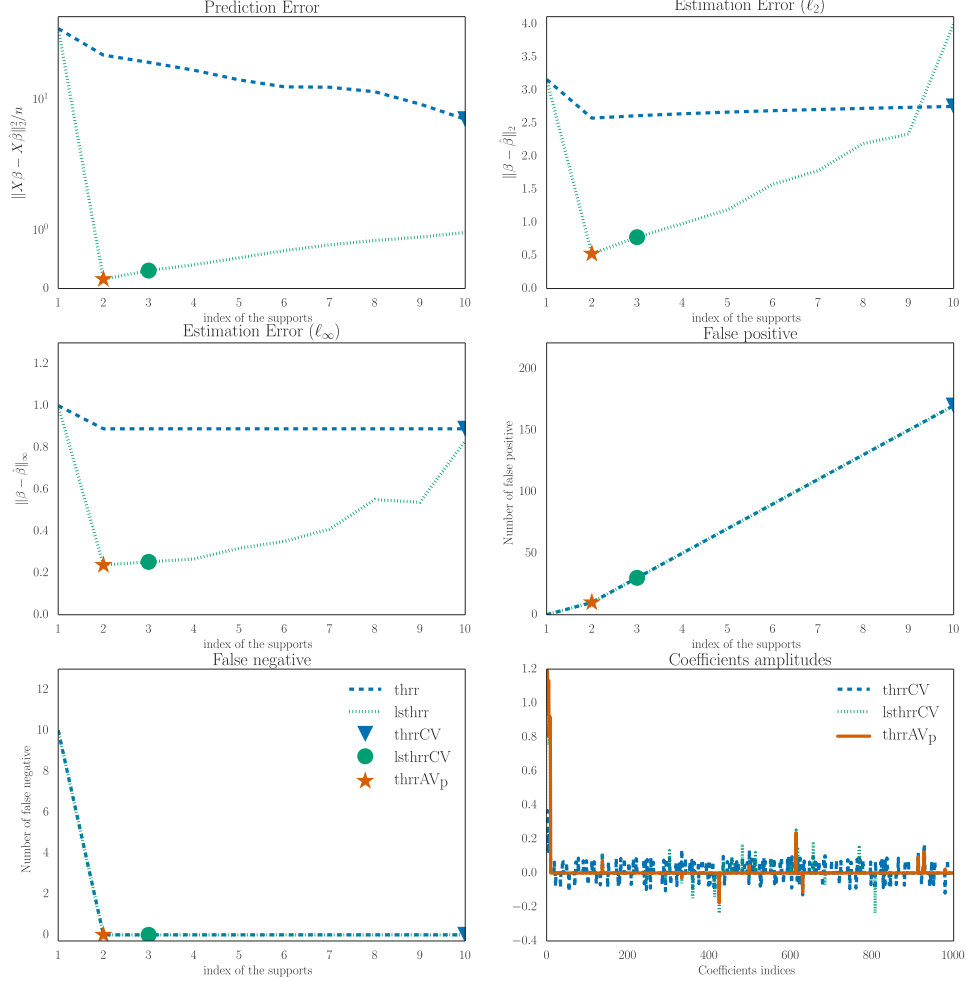 Prediction Error
‖Xβ − Xβ̂‖₂²/n
10¹
10⁰
0
1 2 3 4 5 6 7 8 9 10
index of the supports
Estimation Error (ℓ₂)
‖β − β̂‖₂
4.0
3.5
3.0
2.5
2.0
1.5
1.0
0.5
0.0
1 2 3 4 5 6 7 8 9 10
index of the supports
Estimation Error (ℓ∞)
‖β − β̂‖∞
1.2
1.0
0.8
0.6
0.4
0.2
0.0
1 2 3 4 5 6 7 8 9 10
index of the supports
False positive
Number of false positive
200
150
100
50
0
1 2 3 4 5 6 7 8 9 10
index of the supports
False negative
Number of false negative
12
10
8
6
4
2
0
thrr
lsthrr
thrrCV
lsthrrCV
thrrAVp
1 2 3 4 5 6 7 8 9 10
index of the supports
Coefficients amplitudes
1.2
1.0
0.8
0.6
0.4
0.2
0.0
−0.2
−0.4
thrrCV
lsthrrCV
thrrAVp
0 200 400 600 800 1000
Coefficients indices